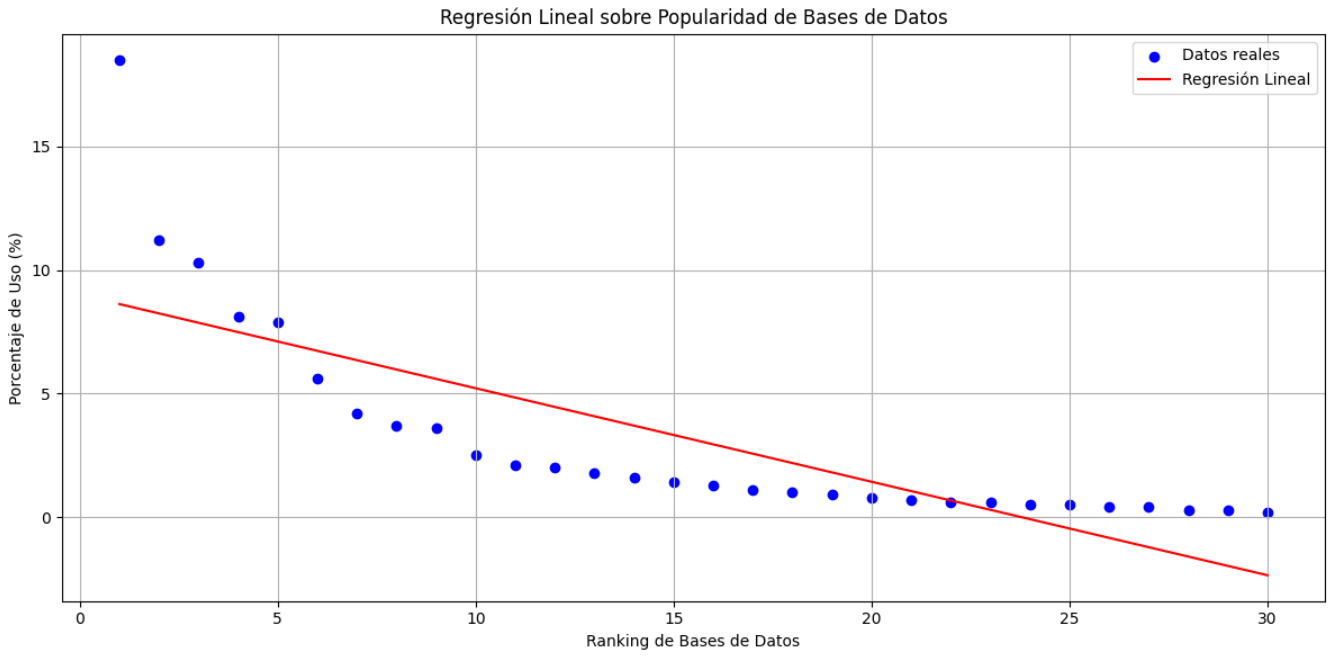 Regresión Lineal sobre Popularidad de Bases de Datos
Datos reales
Regresión Lineal
Porcentaje de Uso (%)
15
10
5
0
0 5 10 15 20 25 30
Ranking de Bases de Datos